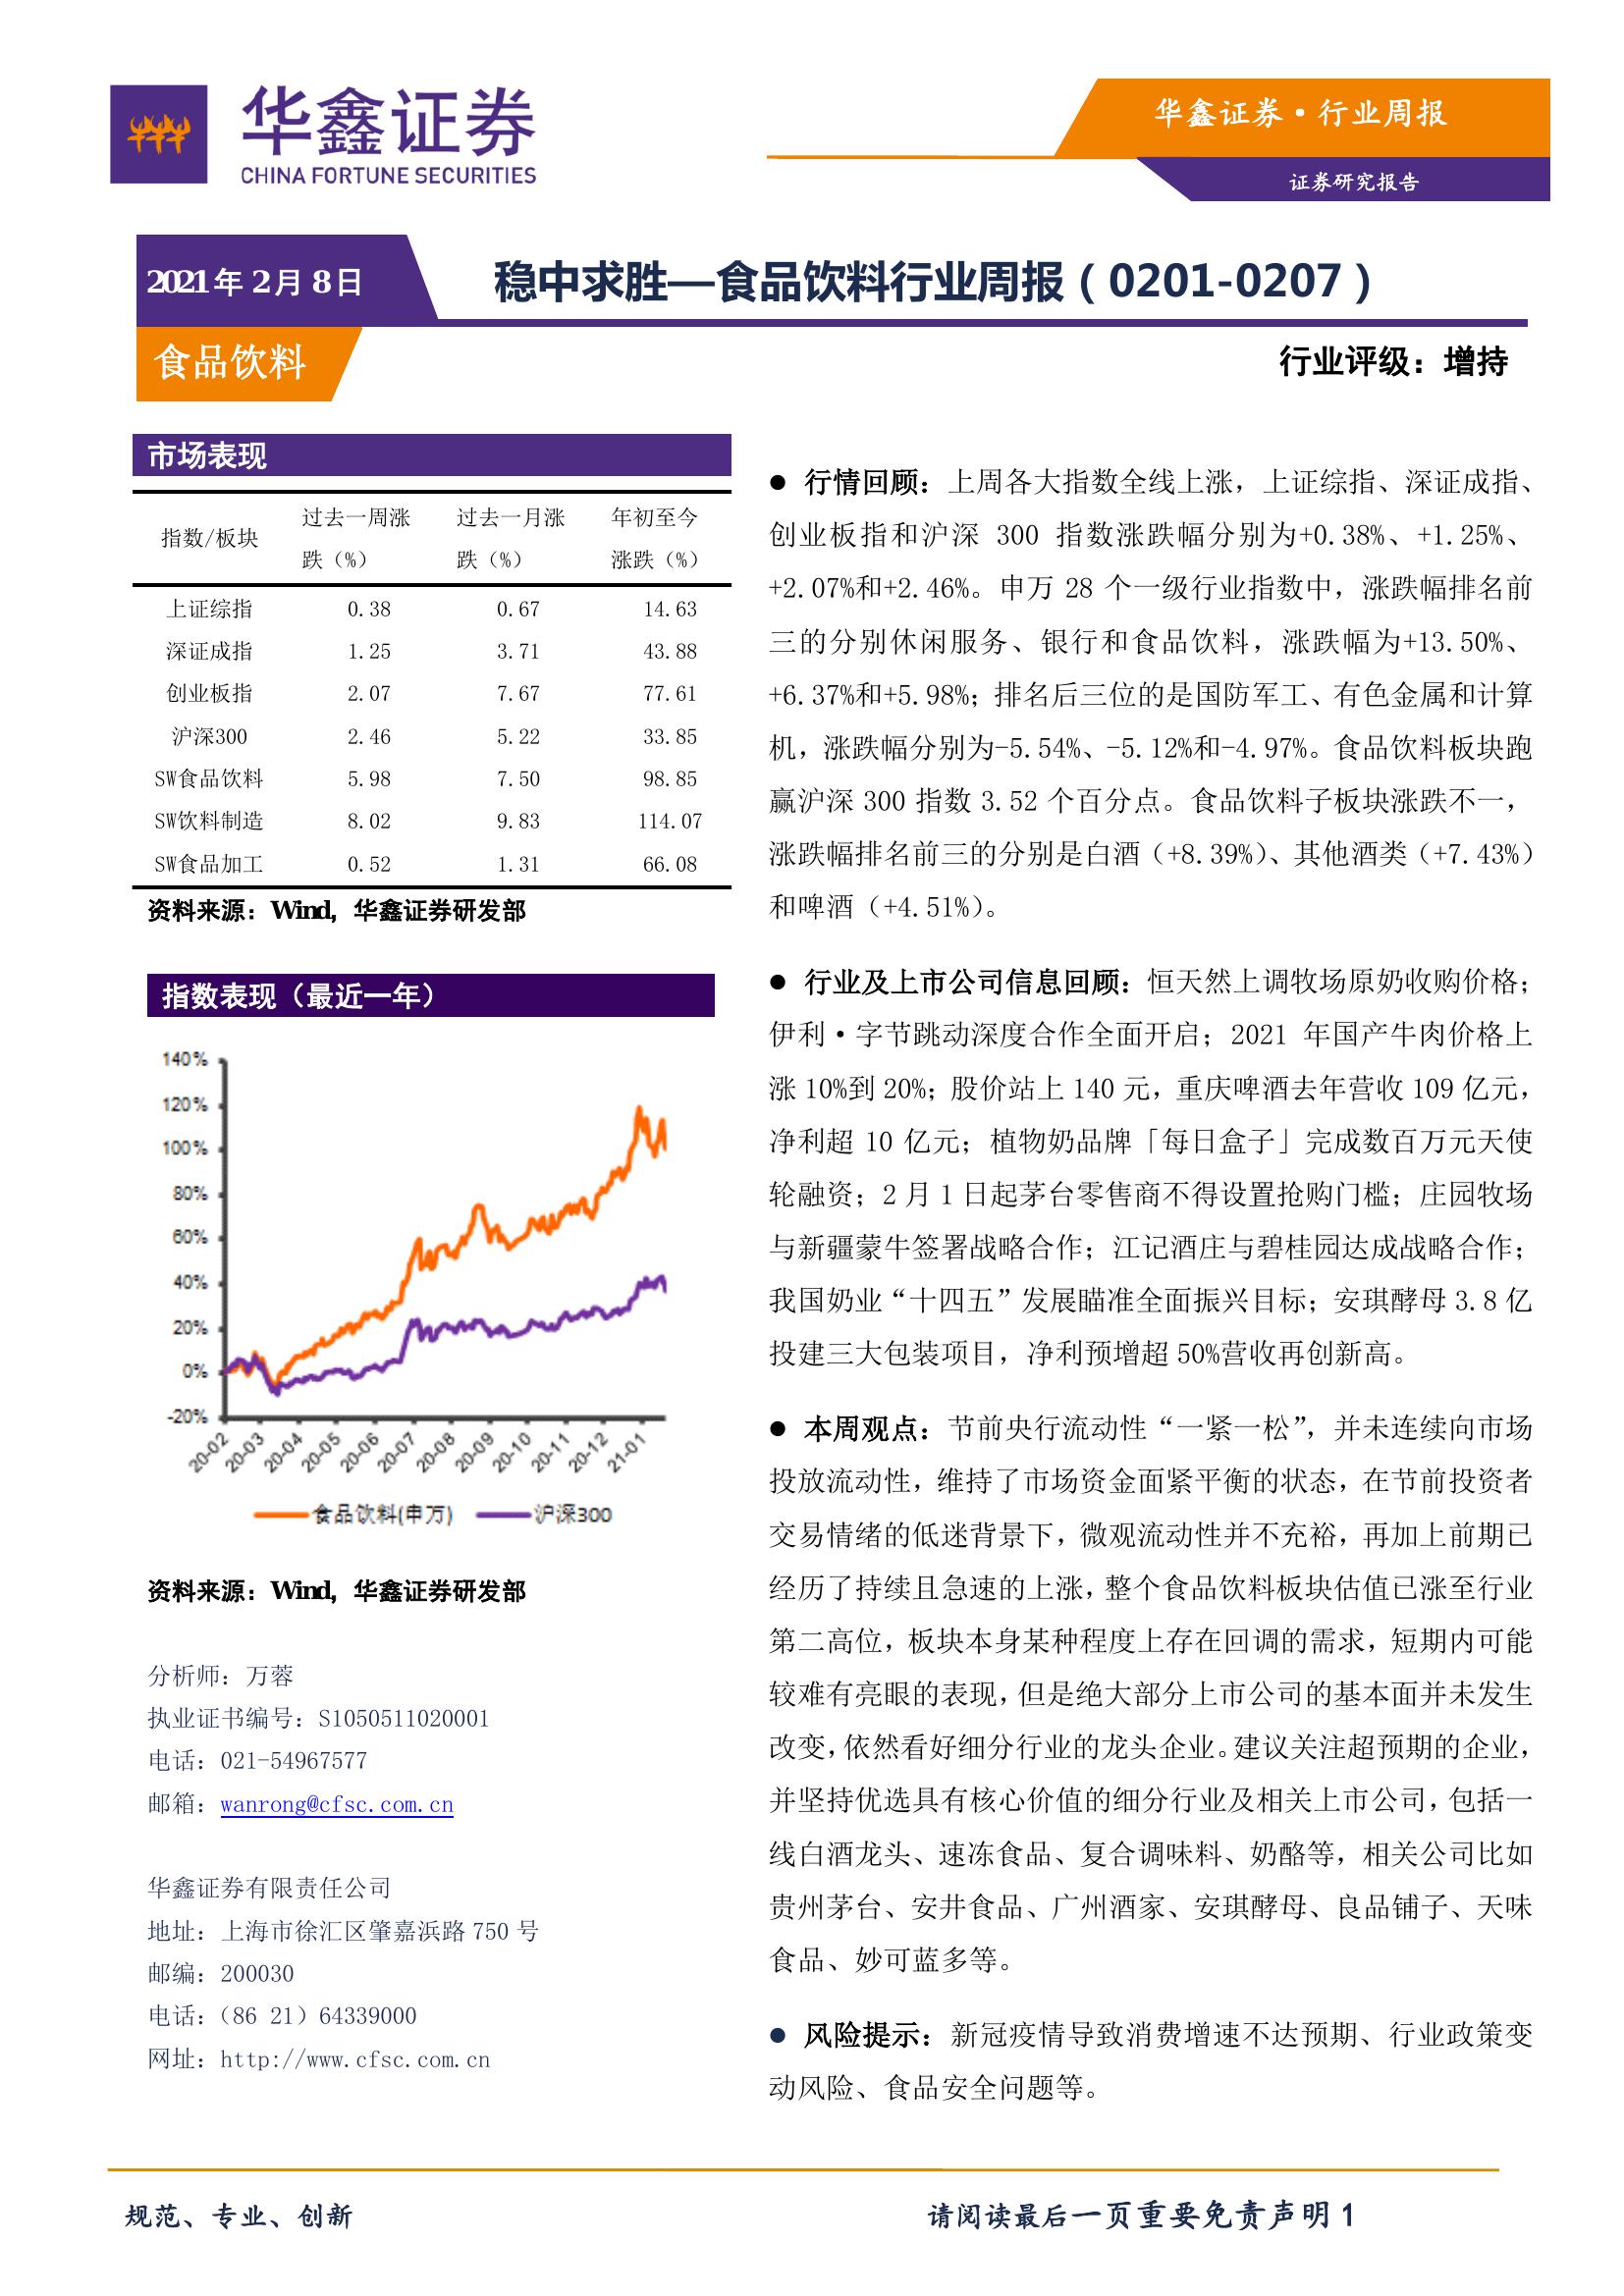 华鑫证券
CHINA FORTUNE SECURITIES
华鑫证券·行业周报
证券研究报告
2021年2月8日
稳中求胜—食品饮料行业周报（0201-0207）
食品饮料
行业评级：增持
市场表现
指数/板块 过去一周涨跌（%） 过去一月涨跌（%） 年初至今涨跌（%）
上证综指 0.38 0.67 14.63
深证成指 1.25 3.71 43.88
创业板指 2.07 7.67 77.61
沪深300 2.46 5.22 33.85
SW食品饮料 5.98 7.50 98.85
SW饮料制造 8.02 9.83 114.07
SW食品加工 0.52 1.31 66.08
资料来源：Wind，华鑫证券研发部
指数表现（最近一年）
140%
120%
100%
80%
60%
40%
20%
0%
-20%
20-02 20-03 20-04 20-05 20-06 20-07 20-08 20-09 20-10 20-11 20-12 21-01
食品饮料(申万) 沪深300
资料来源：Wind，华鑫证券研发部
分析师：万蓉
执业证书编号：S1050511020001
电话：021-54967577
邮箱：wanrong@cfsc.com.cn
华鑫证券有限责任公司
地址：上海市徐汇区肇嘉浜路 750 号
邮编：200030
电话：（86 21）64339000
网址：http://www.cfsc.com.cn
● 行情回顾：上周各大指数全线上涨，上证综指、深证成指、
创业板指和沪深 300 指数涨跌幅分别为+0.38%、+1.25%、
+2.07%和+2.46%。申万 28 个一级行业指数中，涨跌幅排名前
三的分别休闲服务、银行和食品饮料，涨跌幅为+13.50%、
+6.37%和+5.98%；排名后三位的是国防军工、有色金属和计算
机，涨跌幅分别为-5.54%、-5.12%和-4.97%。食品饮料板块跑
赢沪深 300 指数 3.52 个百分点。食品饮料子板块涨跌不一，
涨跌幅排名前三的分别是白酒（+8.39%）、其他酒类（+7.43%）
和啤酒（+4.51%）。
● 行业及上市公司信息回顾：恒天然上调牧场原奶收购价格；
伊利·字节跳动深度合作全面开启；2021 年国产牛肉价格上
涨 10%到 20%；股价站上 140 元，重庆啤酒去年营收 109 亿元，
净利超 10 亿元；植物奶品牌「每日盒子」完成数百万元天使
轮融资；2 月 1 日起茅台零售商不得设置抢购门槛；庄园牧场
与新疆蒙牛签署战略合作；江记酒庄与碧桂园达成战略合作；
我国奶业“十四五”发展瞄准全面振兴目标；安琪酵母 3.8 亿
投建三大包装项目，净利预增超 50%营收再创新高。
● 本周观点：节前央行流动性“一紧一松”，并未连续向市场
投放流动性，维持了市场资金面紧平衡的状态，在节前投资者
交易情绪的低迷背景下，微观流动性并不充裕，再加上前期已
经历了持续且急速的上涨，整个食品饮料板块估值已涨至行业
第二高位，板块本身某种程度上存在回调的需求，短期内可能
较难有亮眼的表现，但是绝大部分上市公司的基本面并未发生
改变，依然看好细分行业的龙头企业。建议关注超预期的企业，
并坚持优选具有核心价值的细分行业及相关上市公司，包括一
线白酒龙头、速冻食品、复合调味料、奶酪等，相关公司比如
贵州茅台、安井食品、广州酒家、安琪酵母、良品铺子、天味
食品、妙可蓝多等。
● 风险提示：新冠疫情导致消费增速不达预期、行业政策变
动风险、食品安全问题等。
规范、专业、创新
请阅读最后一页重要免责声明 1